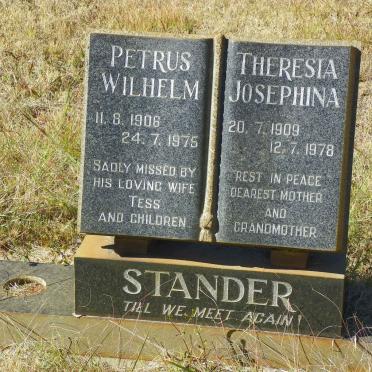 PETRUS
WILHELM
11. 8. 1906
24. 7. 1975
SADLY MISSED BY
HIS LOVING WIFE
TESS
AND CHILDREN
THERESIA
JOSEPHINA
20. 7. 1909
12. 7. 1978
REST IN PEACE
DEAREST MOTHER
AND
GRANDMOTHER
STANDER
TILL WE MEET AGAIN!